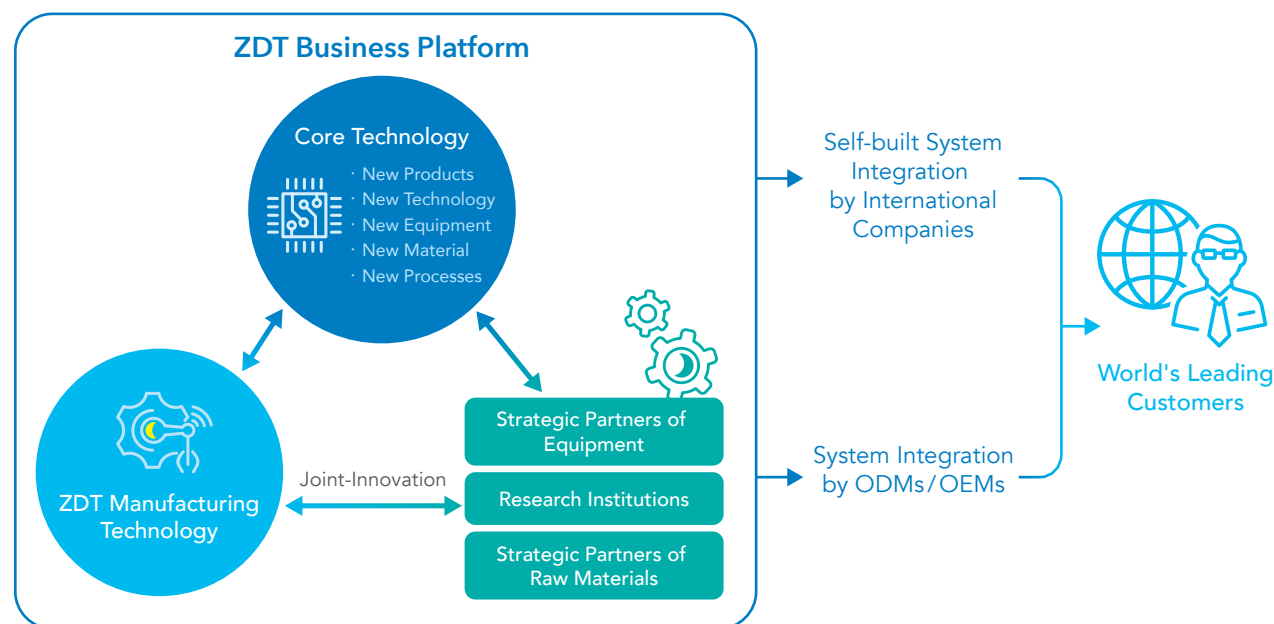 ZDT Business Platform
Core Technology
· New Products
· New Technology
· New Equipment
· New Material
· New Processes
ZDT Manufacturing
Technology
Joint-Innovation
Strategic Partners of
Equipment
Research Institutions
Strategic Partners of
Raw Materials
Self-built System
Integration
by International
Companies
System Integration
by ODMs/OEMs
World's Leading
Customers